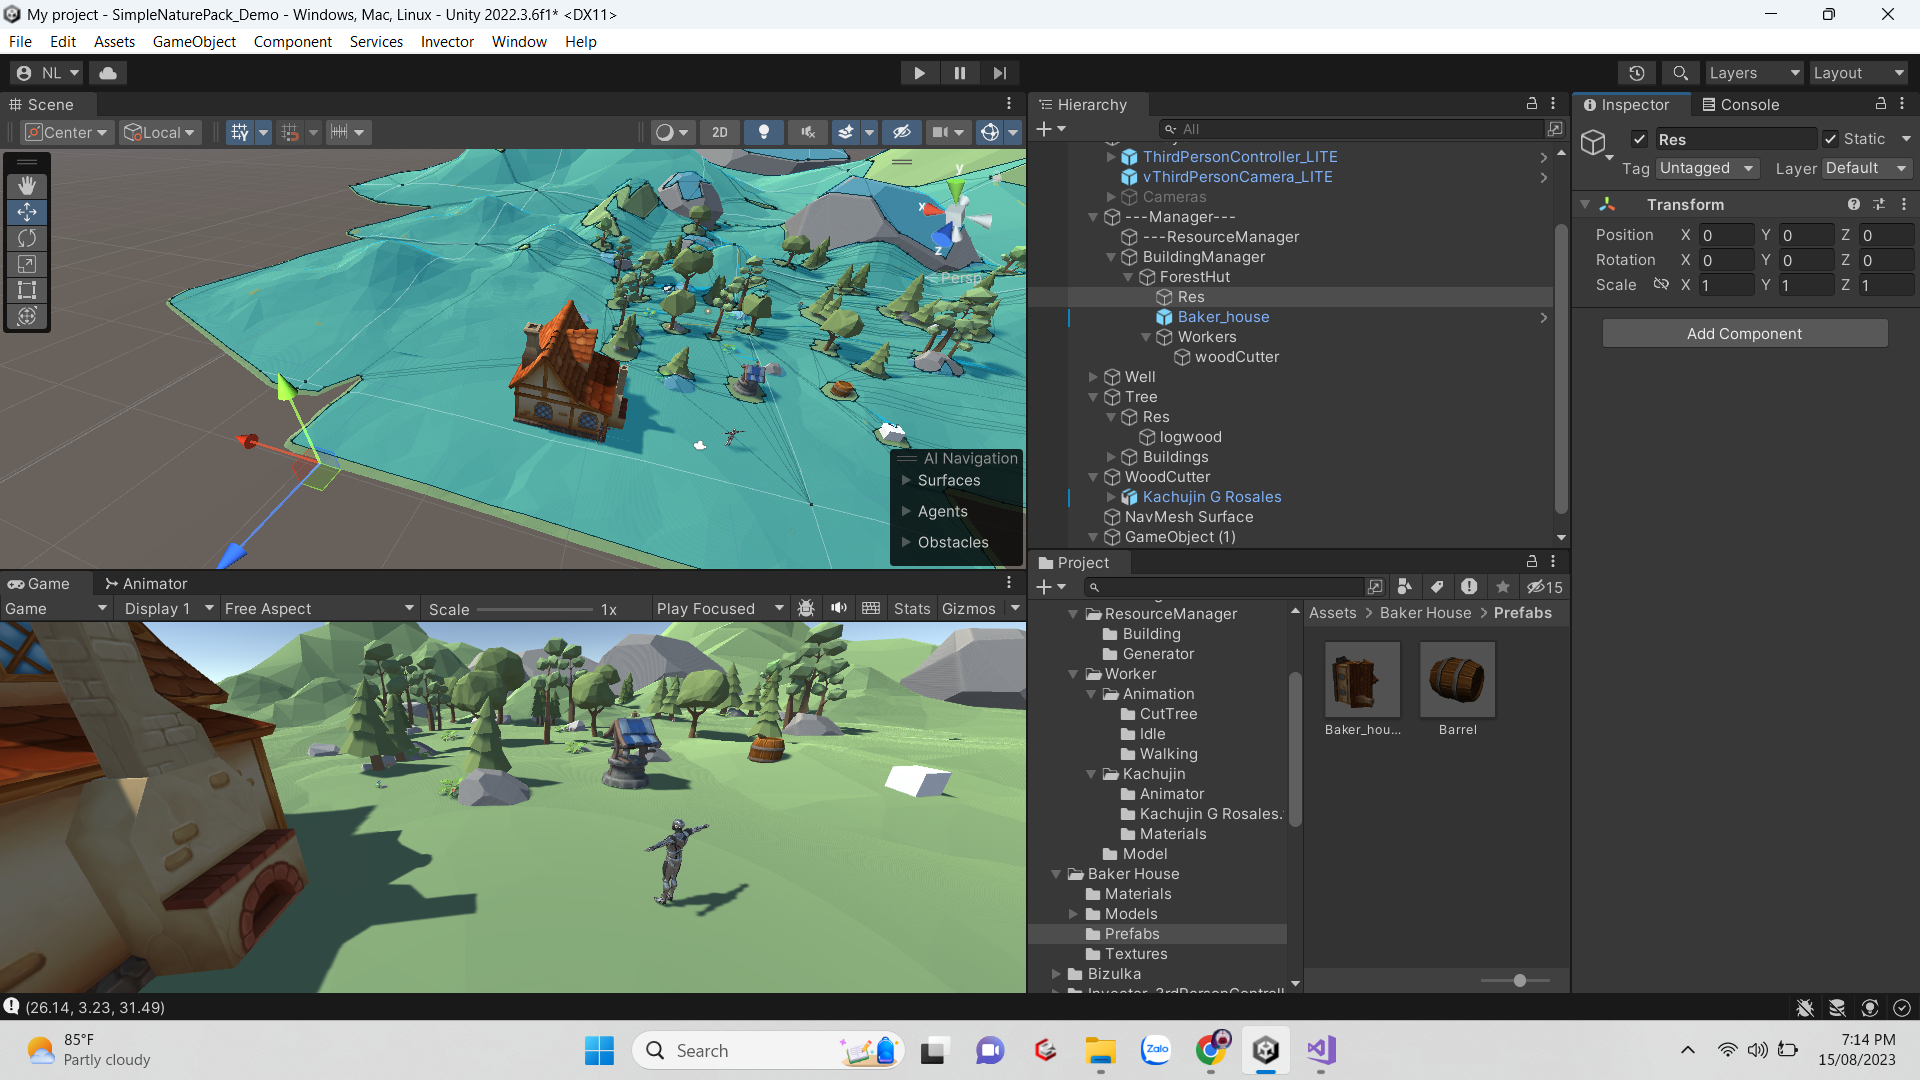 My project - SimpleNaturePack_Demo - Windows, Mac, Linux - Unity 2022.3.6f1* <DX11>
File Edit Assets GameObject Component Services Invector Window Help
NL
Layers Layout
Scene
Center Local 2D
y
x
z
< Persp
AI Navigation
Surfaces
Agents
Obstacles
Game Animator
Game Display 1 Free Aspect Scale 1x Play Focused Stats Gizmos
Hierarchy
All
ThirdPersonController_LITE
vThirdPersonCamera_LITE
Cameras
---Manager---
---ResourceManager
BuildingManager
ForestHut
Res
Baker_house
Workers
woodCutter
Well
Tree
Res
logwood
Buildings
WoodCutter
Kachujin G Rosales
NavMesh Surface
GameObject (1)
Project
15
ResourceManager
Building
Generator
Worker
Animation
CutTree
Idle
Walking
Kachujin
Animator
Kachujin G Rosales.
Materials
Model
Baker House
Materials
Models
Prefabs
Textures
Bizulka
Assets > Baker House > Prefabs
Baker_hou...
Barrel
Inspector Console
Res Static
Tag Untagged Layer Default
Transform
Position X 0 Y 0 Z 0
Rotation X 0 Y 0 Z 0
Scale X 1 Y 1 Z 1
Add Component
(26.14, 3.23, 31.49)
85°F
Partly cloudy
Search
Zalo
7:14 PM
15/08/2023